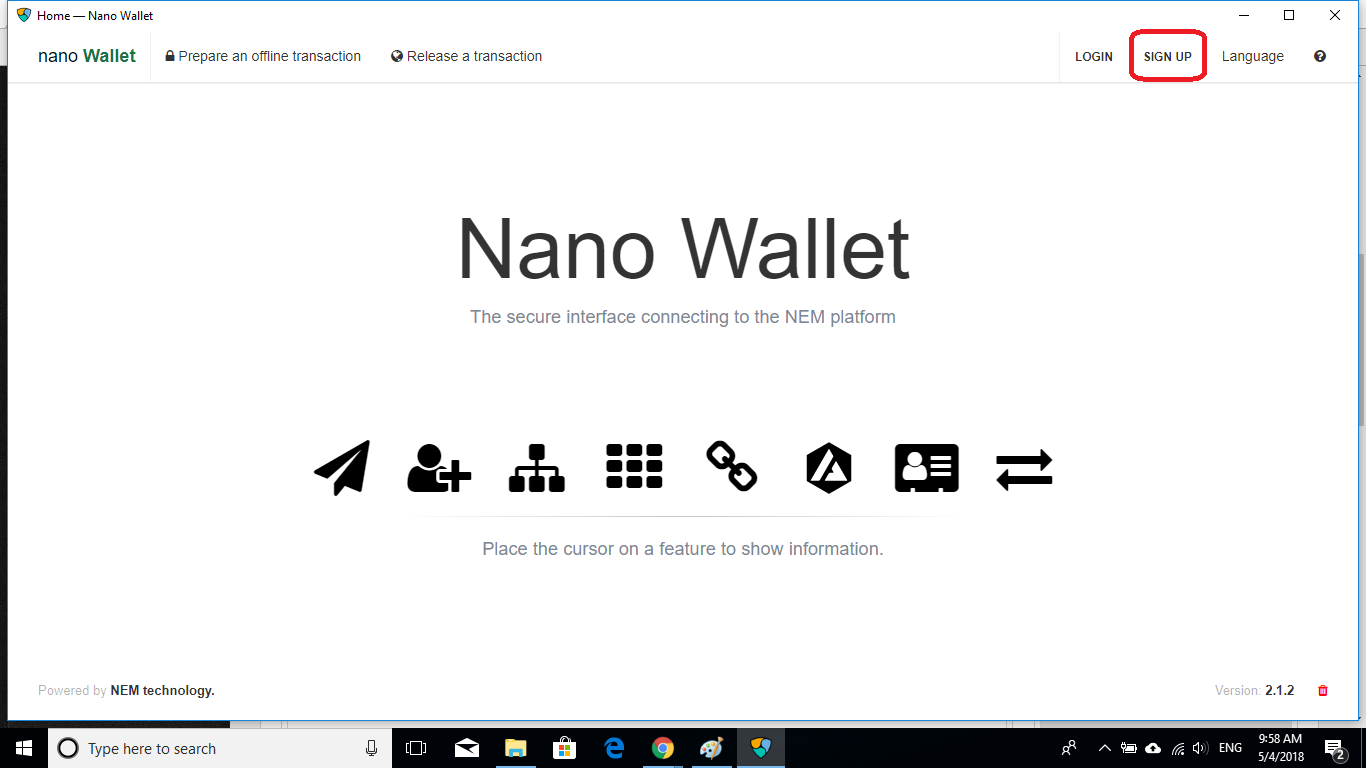 Home — Nano Wallet
nano Wallet Prepare an offline transaction Release a transaction LOGIN SIGN UP Language
Nano Wallet
The secure interface connecting to the NEM platform
Place the cursor on a feature to show information.
Powered by NEM technology. Version: 2.1.2
Type here to search ENG 9:58 AM
5/4/2018 2